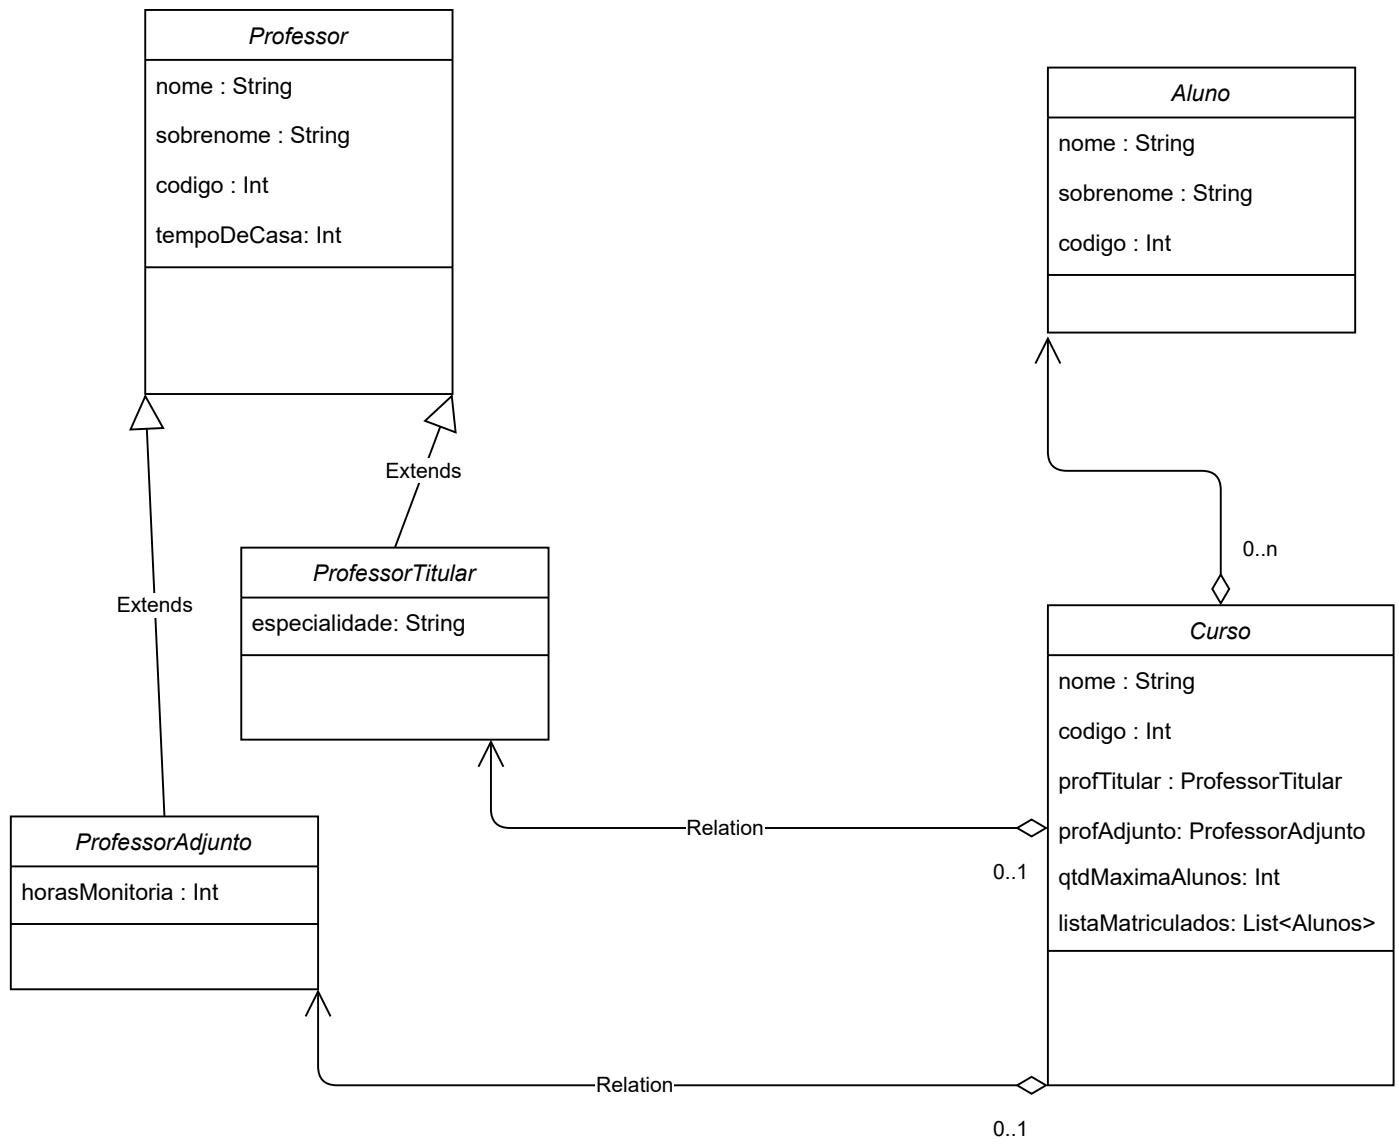 Professor
nome : String
sobrenome : String
codigo : Int
tempoDeCasa: Int
Aluno
nome : String
sobrenome : String
codigo : Int
Extends
Extends
0..n
ProfessorTitular
especialidade: String
Curso
nome : String
codigo : Int
profTitular : ProfessorTitular
profAdjunto: ProfessorAdjunto
qtdMaximaAlunos: Int
listaMatriculados: List<Alunos>
Relation
0..1
ProfessorAdjunto
horasMonitoria : Int
Relation
0..1